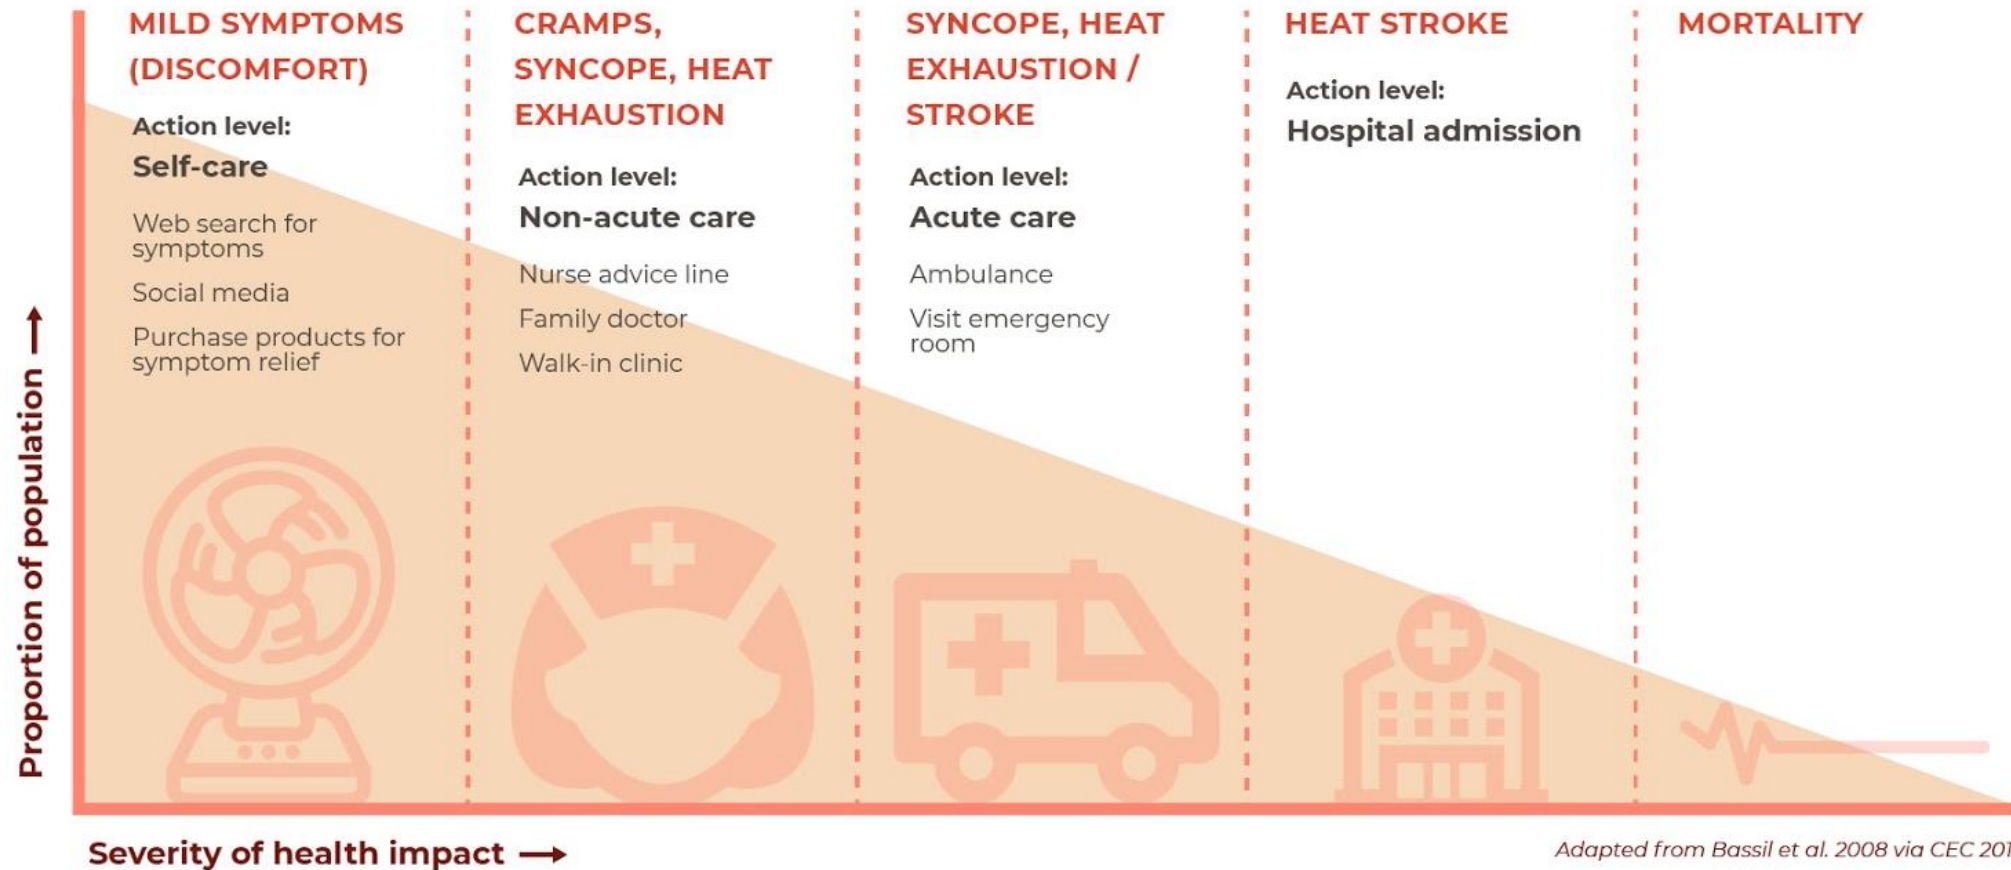 MILD SYMPTOMS
(DISCOMFORT)
Action level:
Self-care
Web search for
symptoms
Social media
Purchase products for
symptom relief
CRAMPS,
SYNCOPE, HEAT
EXHAUSTION
Action level:
Non-acute care
Nurse advice line
Family doctor
Walk-in clinic
SYNCOPE, HEAT
EXHAUSTION /
STROKE
Action level:
Acute care
Ambulance
Visit emergency
room
HEAT STROKE
Action level:
Hospital admission
MORTALITY
Proportion of population →
Severity of health impact →
Adapted from Bassil et al. 2008 via CEC